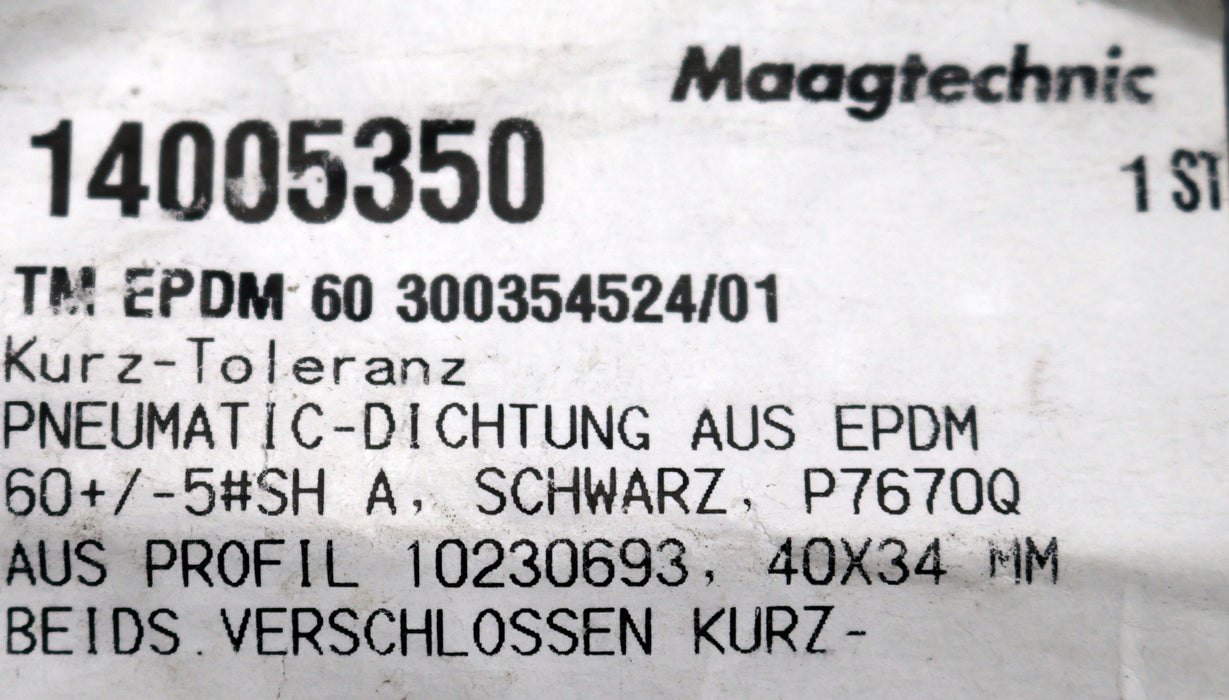 Maagtechnic
14005350
1 ST
TM EPDM 60 300354524/01
Kurz-Toleranz
PNEUMATIC-DICHTUNG AUS EPDM
60+/-5#SH A, SCHWARZ, P7670Q
AUS PROFIL 10230693, 40X34 MM
BEIDS.VERSCHLOSSEN KURZ-